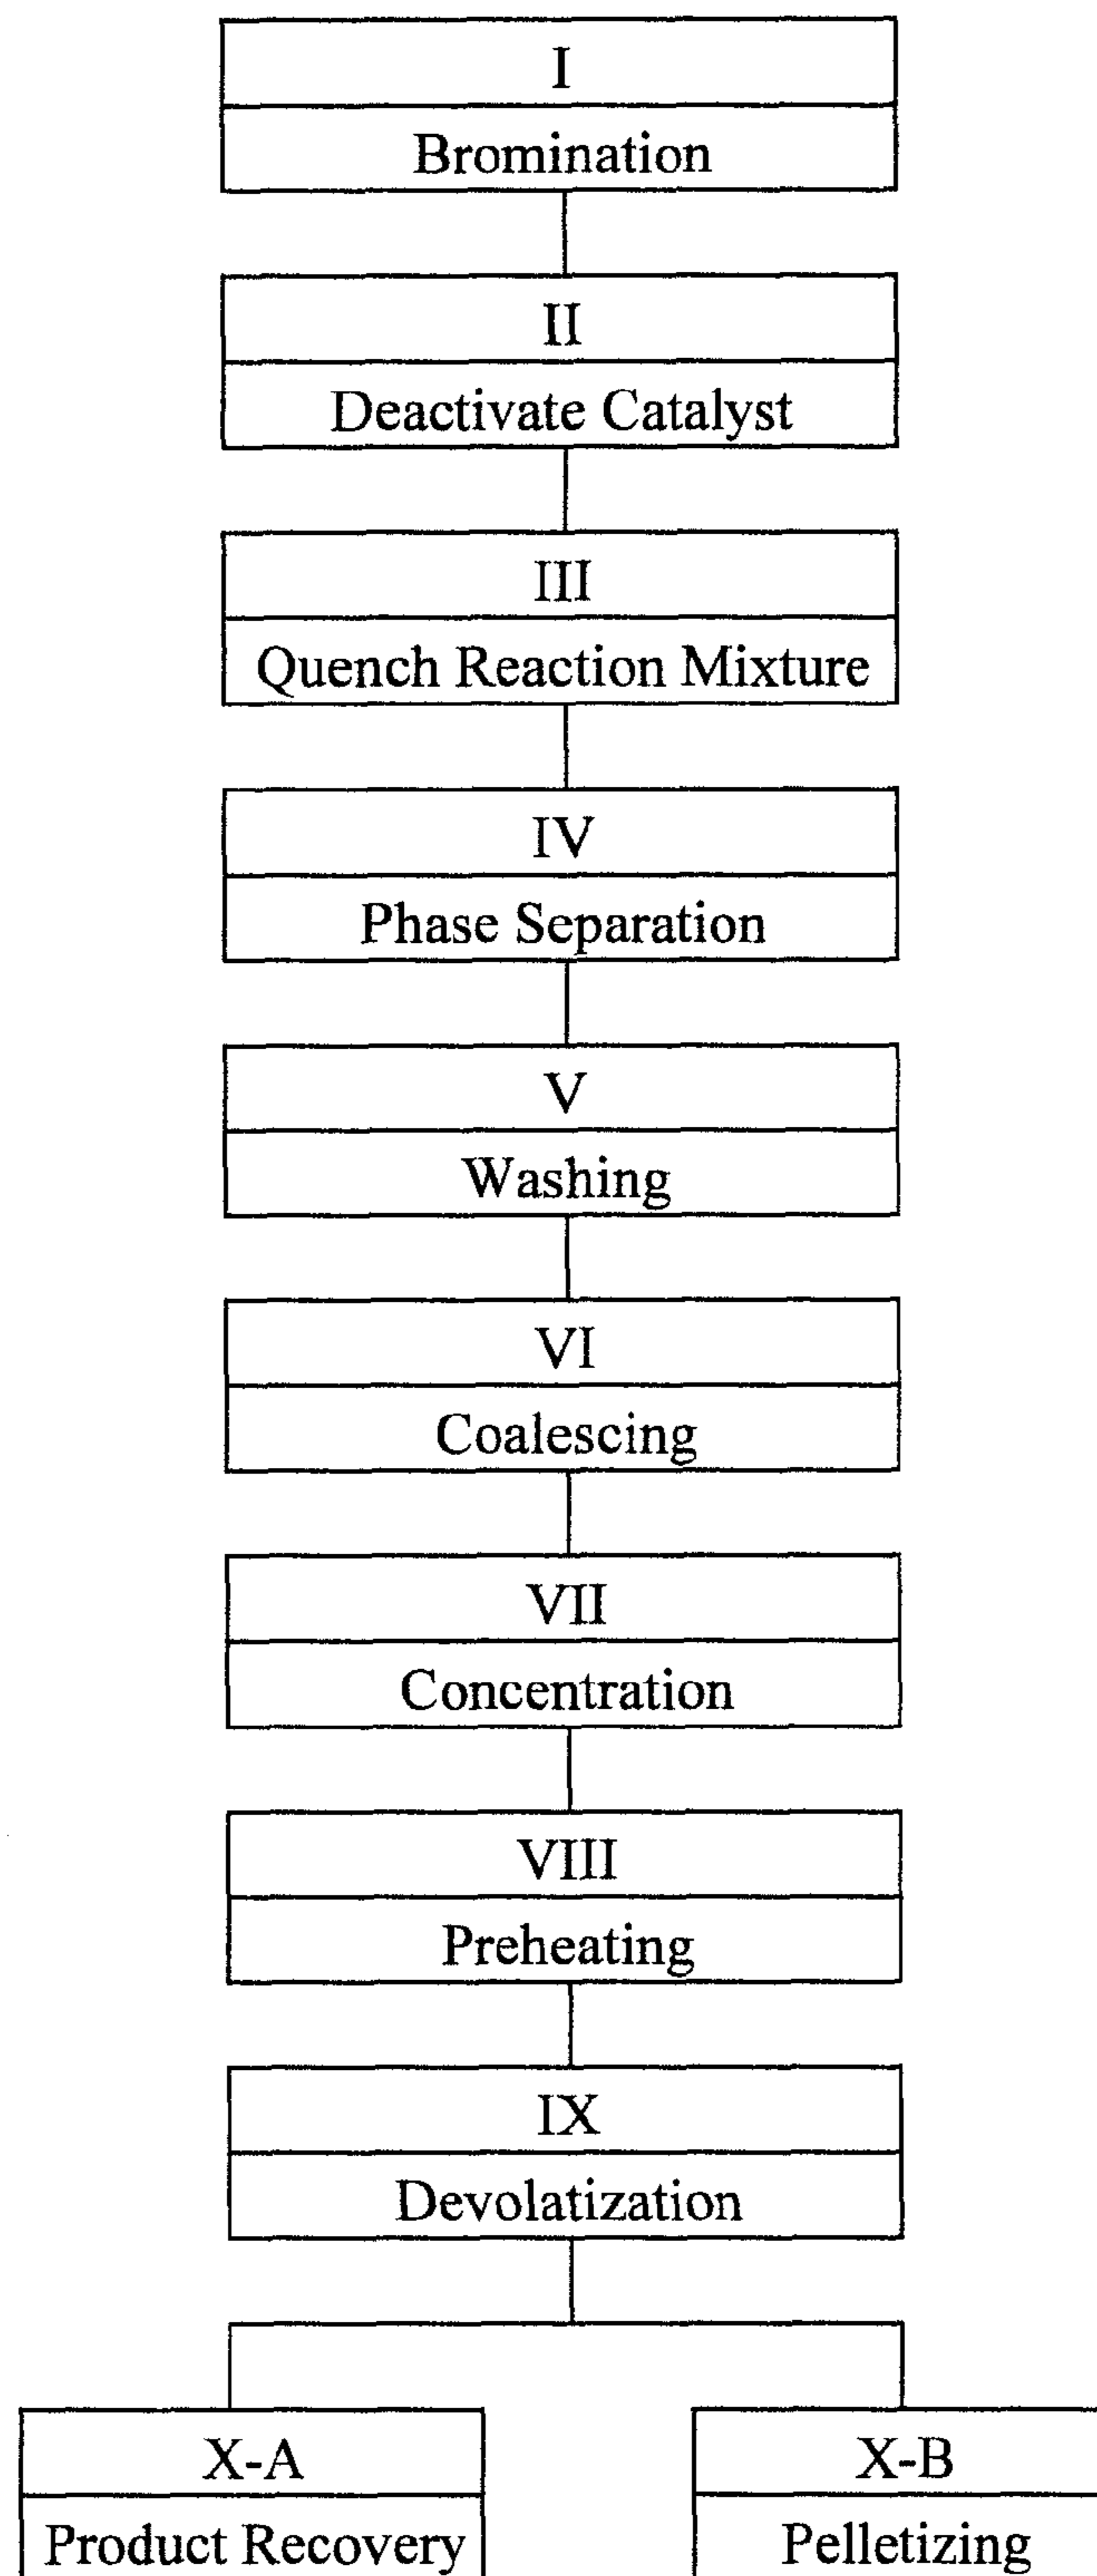 I
Bromination
II
Deactivate Catalyst
III
Quench Reaction Mixture
IV
Phase Separation
V
Washing
VI
Coalescing
VII
Concentration
VIII
Preheating
IX
Devolatization
X-A
Product Recovery
X-B
Pelletizing